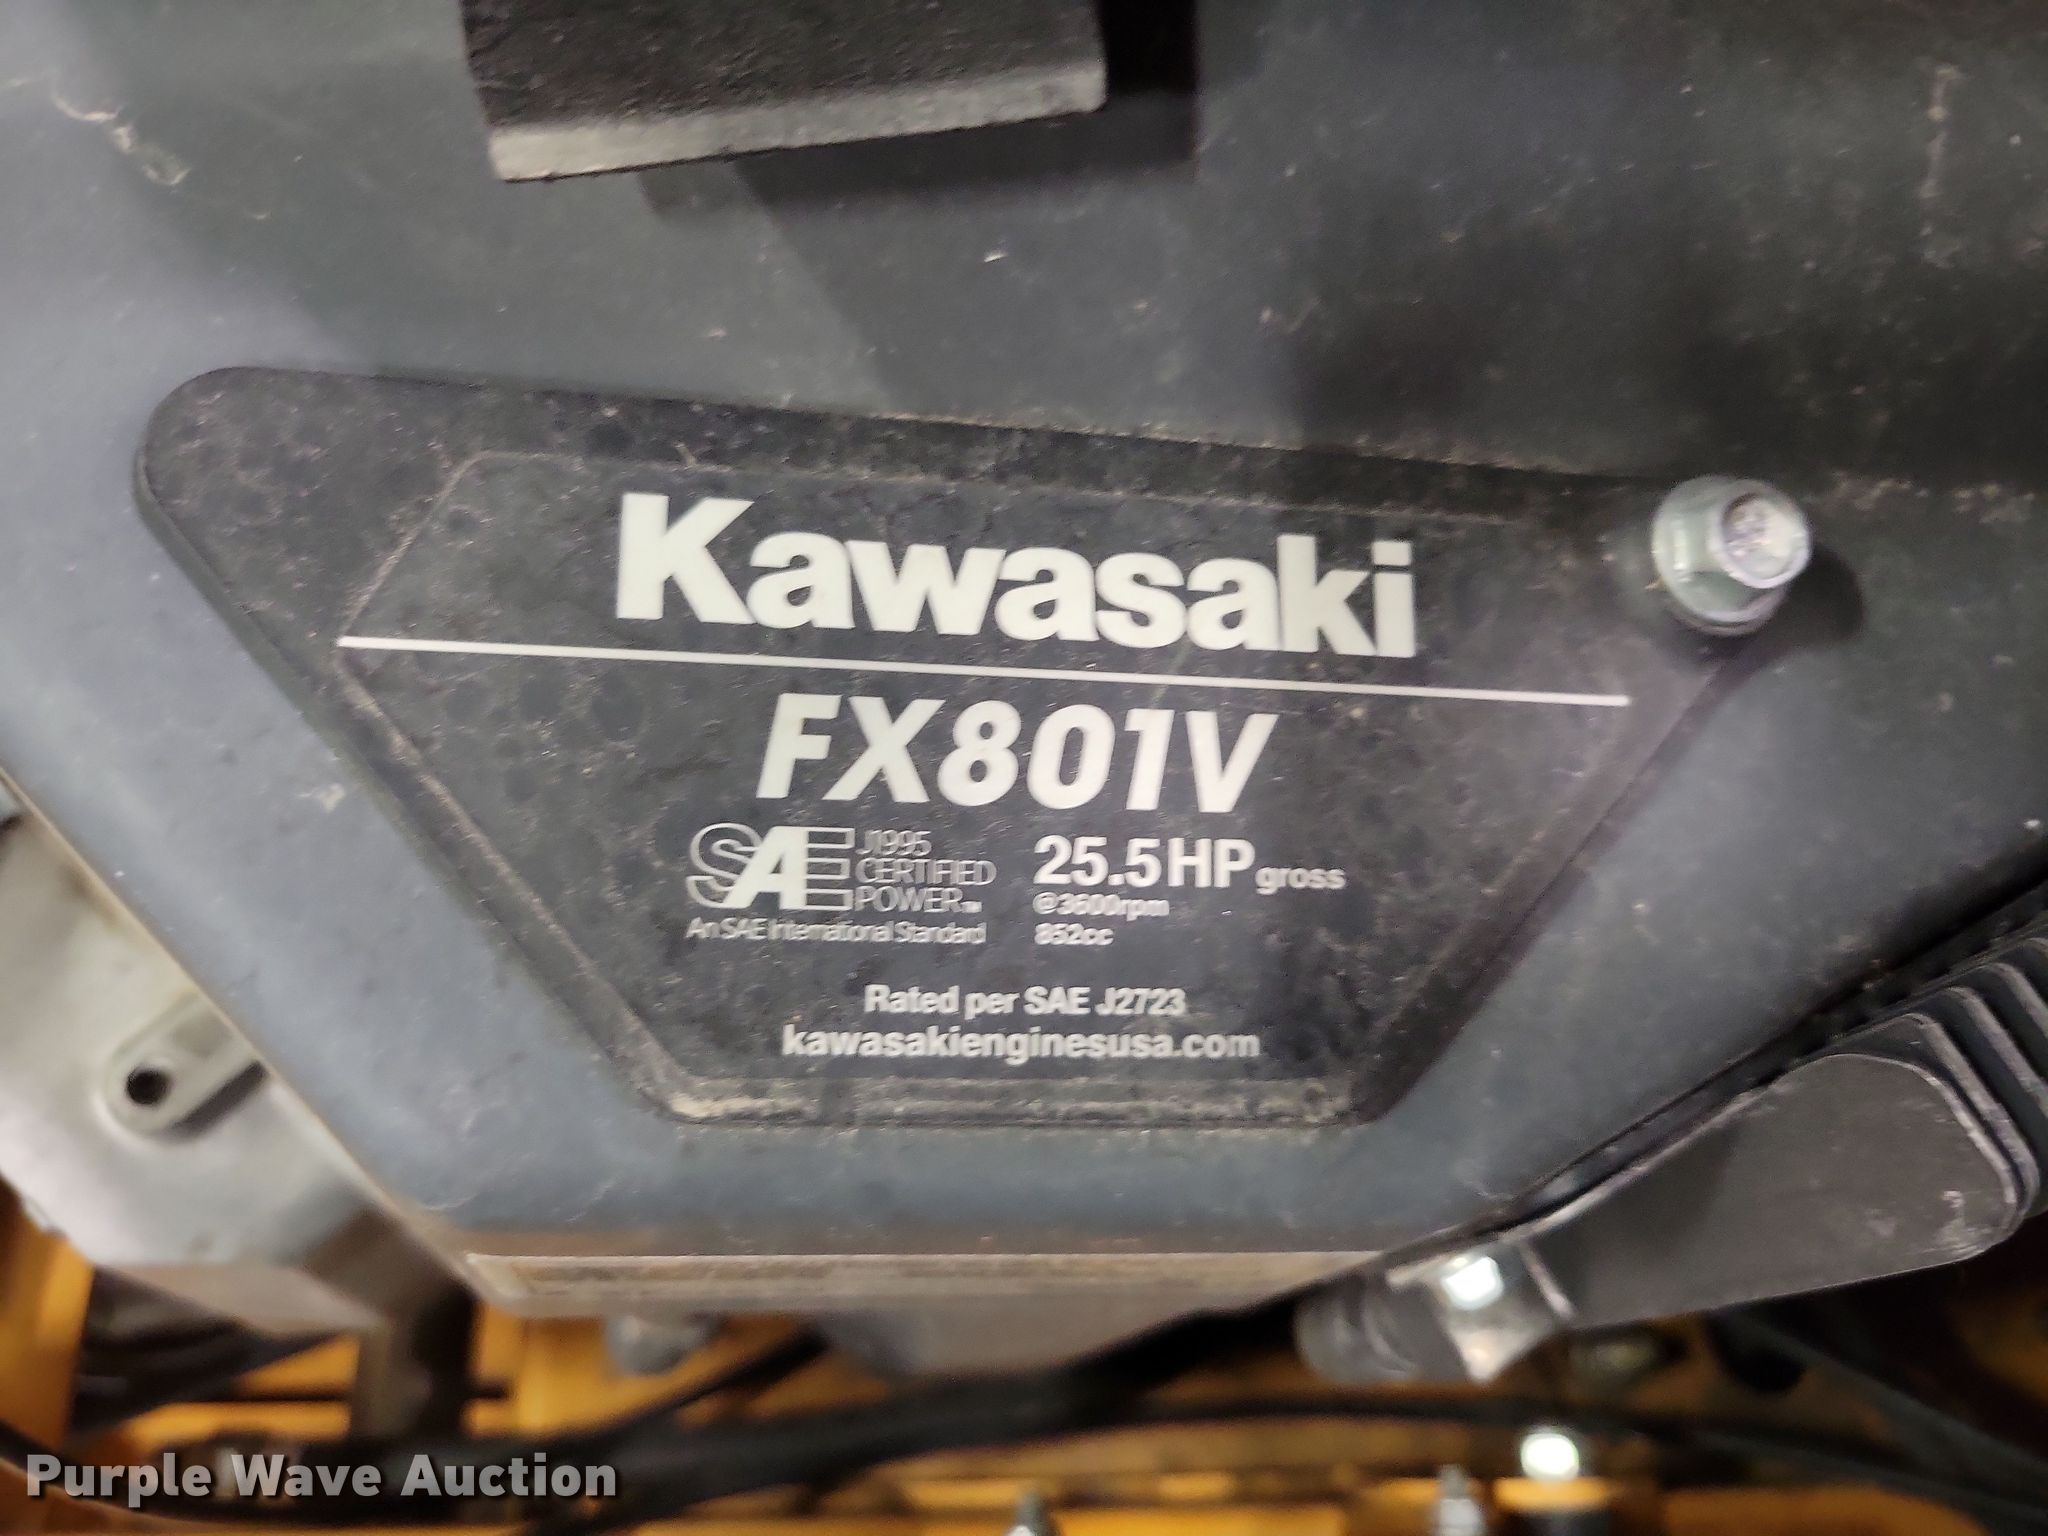 Kawasaki
FX801V
SAE J1995
CERTIFIED
POWER™
An SAE International Standard
25.5HP gross
@3600rpm
852cc
Rated per SAE J2723
kawasakienginesusa.com
Purple Wave Auction